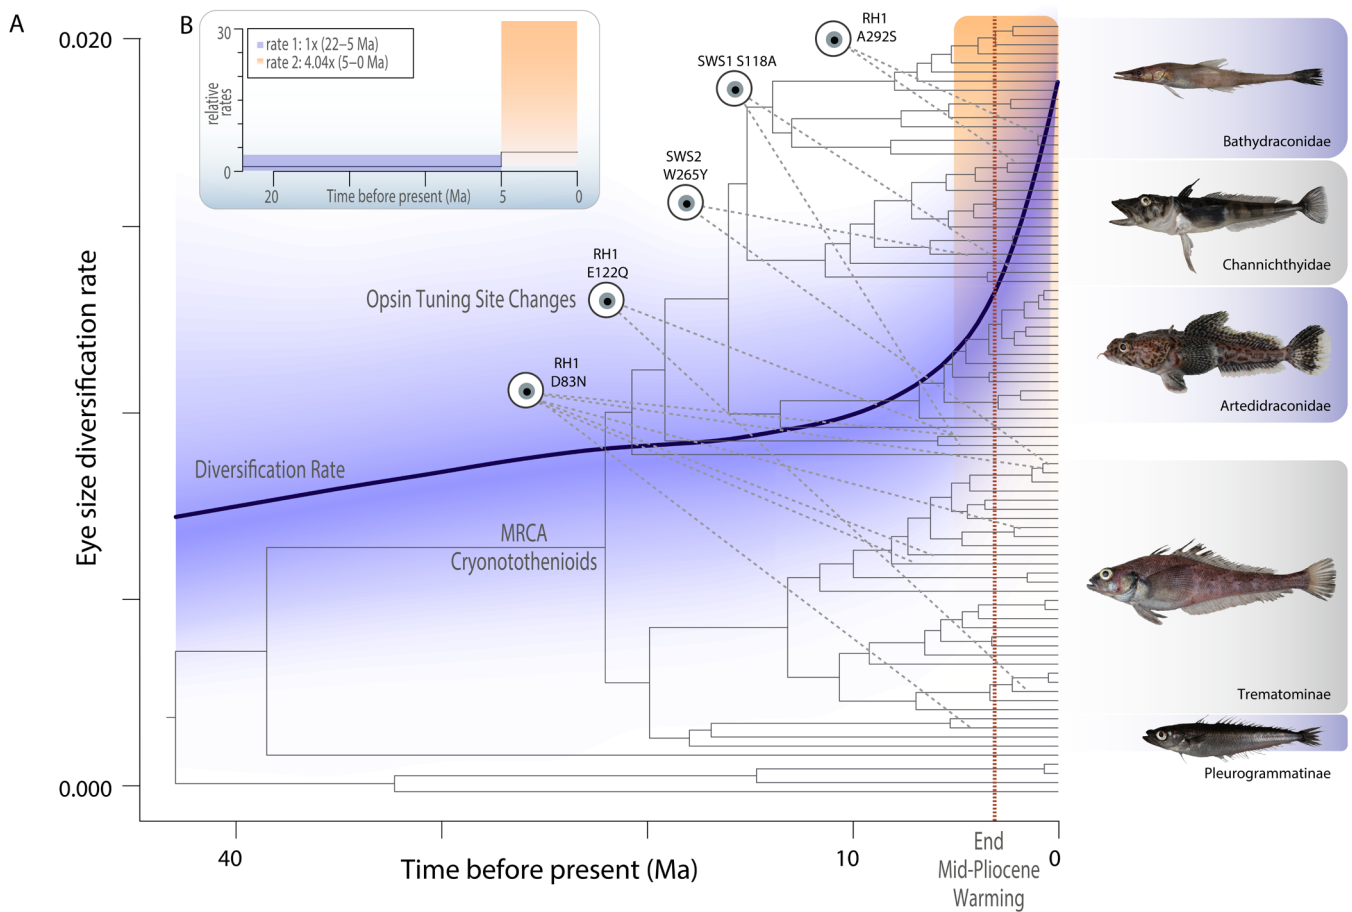 A
B
0.020
30
rate 1: 1x (22–5 Ma)
rate 2: 4.04x (5–0 Ma)
relative
rates
0
20
Time before present (Ma)
5
0
RH1
A292S
SWS1 S118A
SWS2
W265Y
RH1
E122Q
Opsin Tuning Site Changes
RH1
D83N
Diversification Rate
MRCA
Cryonotothenioids
Eye size diversification rate
0.000
40
Time before present (Ma)
10
0
End
Mid-Pliocene
Warming
Bathydraconidae
Channichthyidae
Artedidraconidae
Trematominae
Pleurogrammatinae